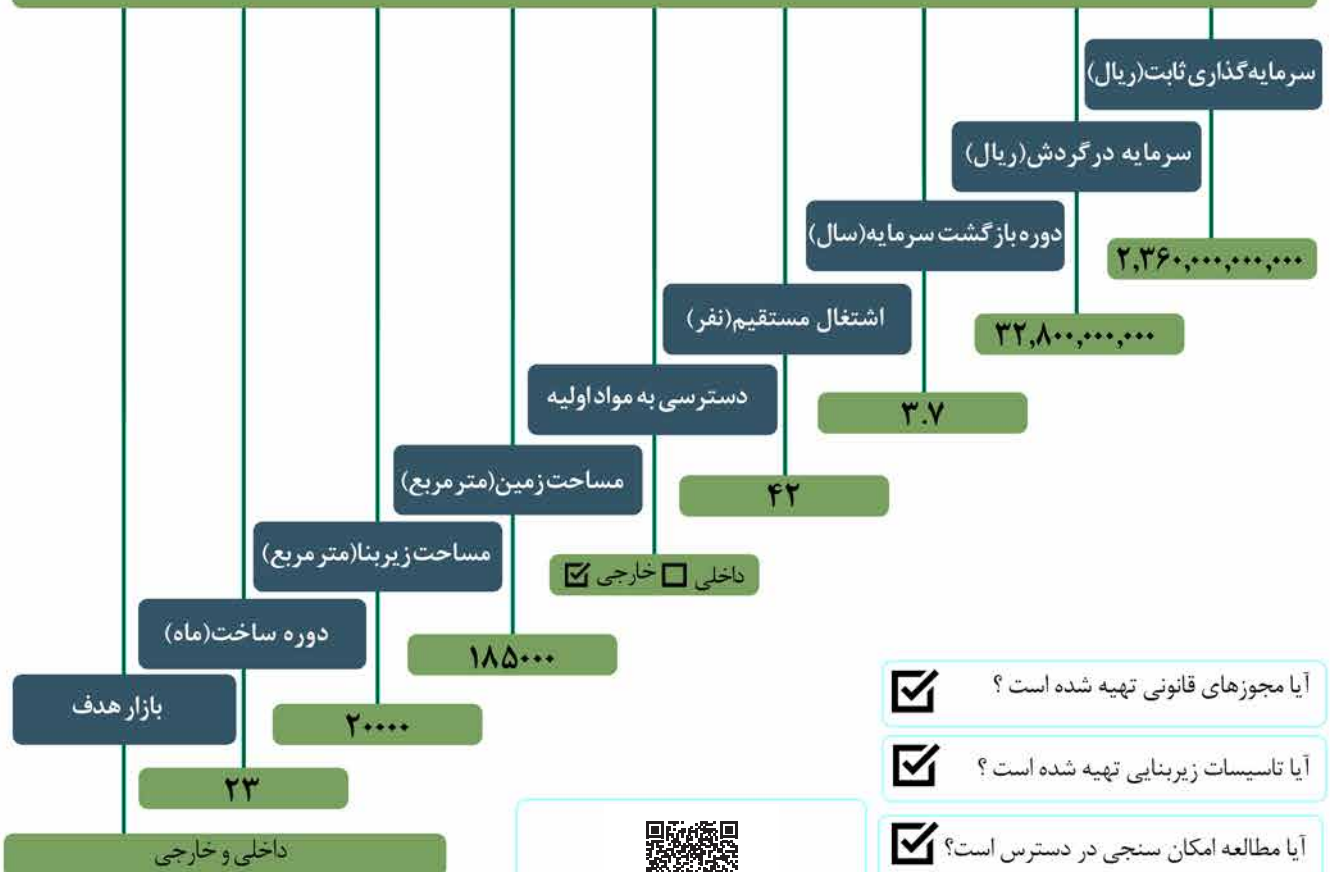 سرمایه‌گذاری ثابت(ریال)
۲,۳۶۰,۰۰۰,۰۰۰,۰۰۰
سرمایه در گردش(ریال)
۳۲,۸۰۰,۰۰۰,۰۰۰
دوره بازگشت سرمایه(سال)
۳.۷
اشتغال مستقیم(نفر)
۴۲
دسترسی به مواد اولیه
داخلی ☐ خارجی ☑
مساحت زمین(متر مربع)
۱۸۵۰۰۰
مساحت زیربنا(متر مربع)
۲۰۰۰۰
دوره ساخت(ماه)
۲۳
بازار هدف
داخلی و خارجی
آیا مجوزهای قانونی تهیه شده است ؟ ☑
آیا تاسیسات زیربنایی تهیه شده است ؟ ☑
آیا مطالعه امکان سنجی در دسترس است؟ ☑